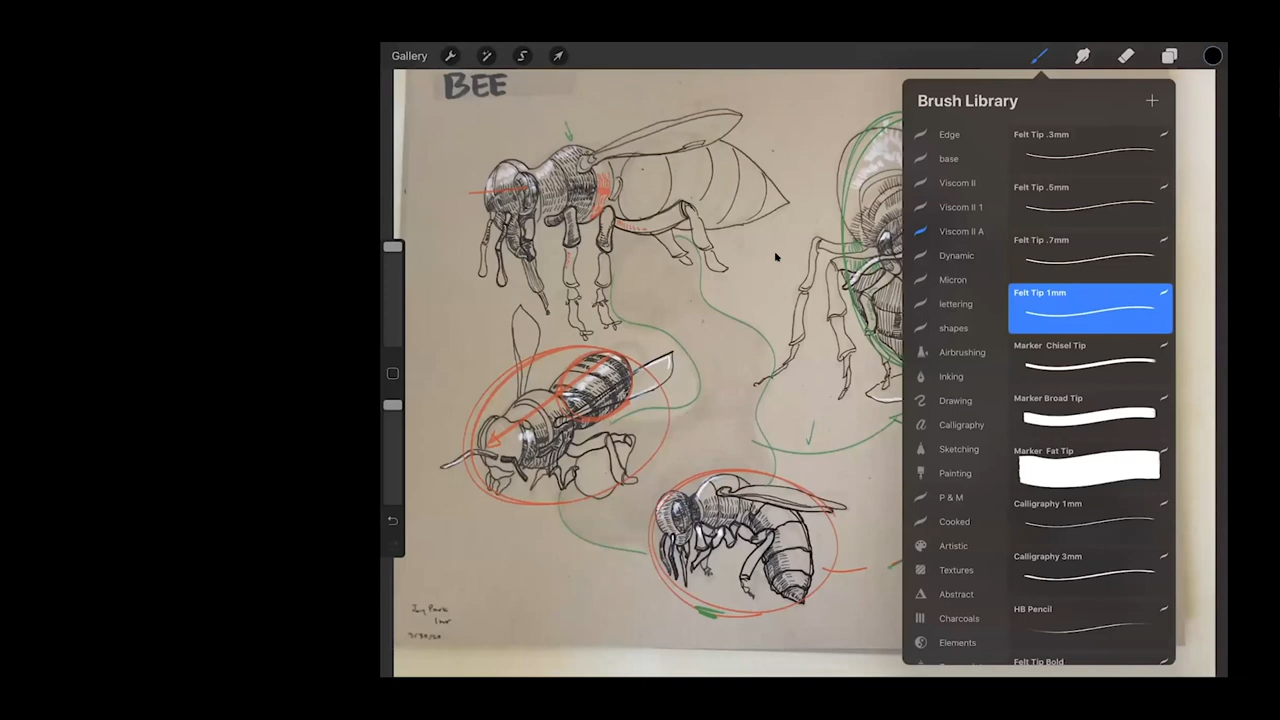 Gallery
BEE
Brush Library
Edge
base
Viscom II
Viscom II 1
Viscom II A
Dynamic
Micron
lettering
shapes
Airbrushing
Inking
Drawing
Calligraphy
Sketching
Painting
P & M
Cooked
Artistic
Textures
Abstract
Charcoals
Elements
Felt Tip .3mm
Felt Tip .5mm
Felt Tip .7mm
Felt Tip 1mm
Marker Chisel Tip
Marker Broad Tip
Marker Fat Tip
Calligraphy 1mm
Calligraphy 3mm
HB Pencil
Felt Tip Bold
Jay Park
1hr